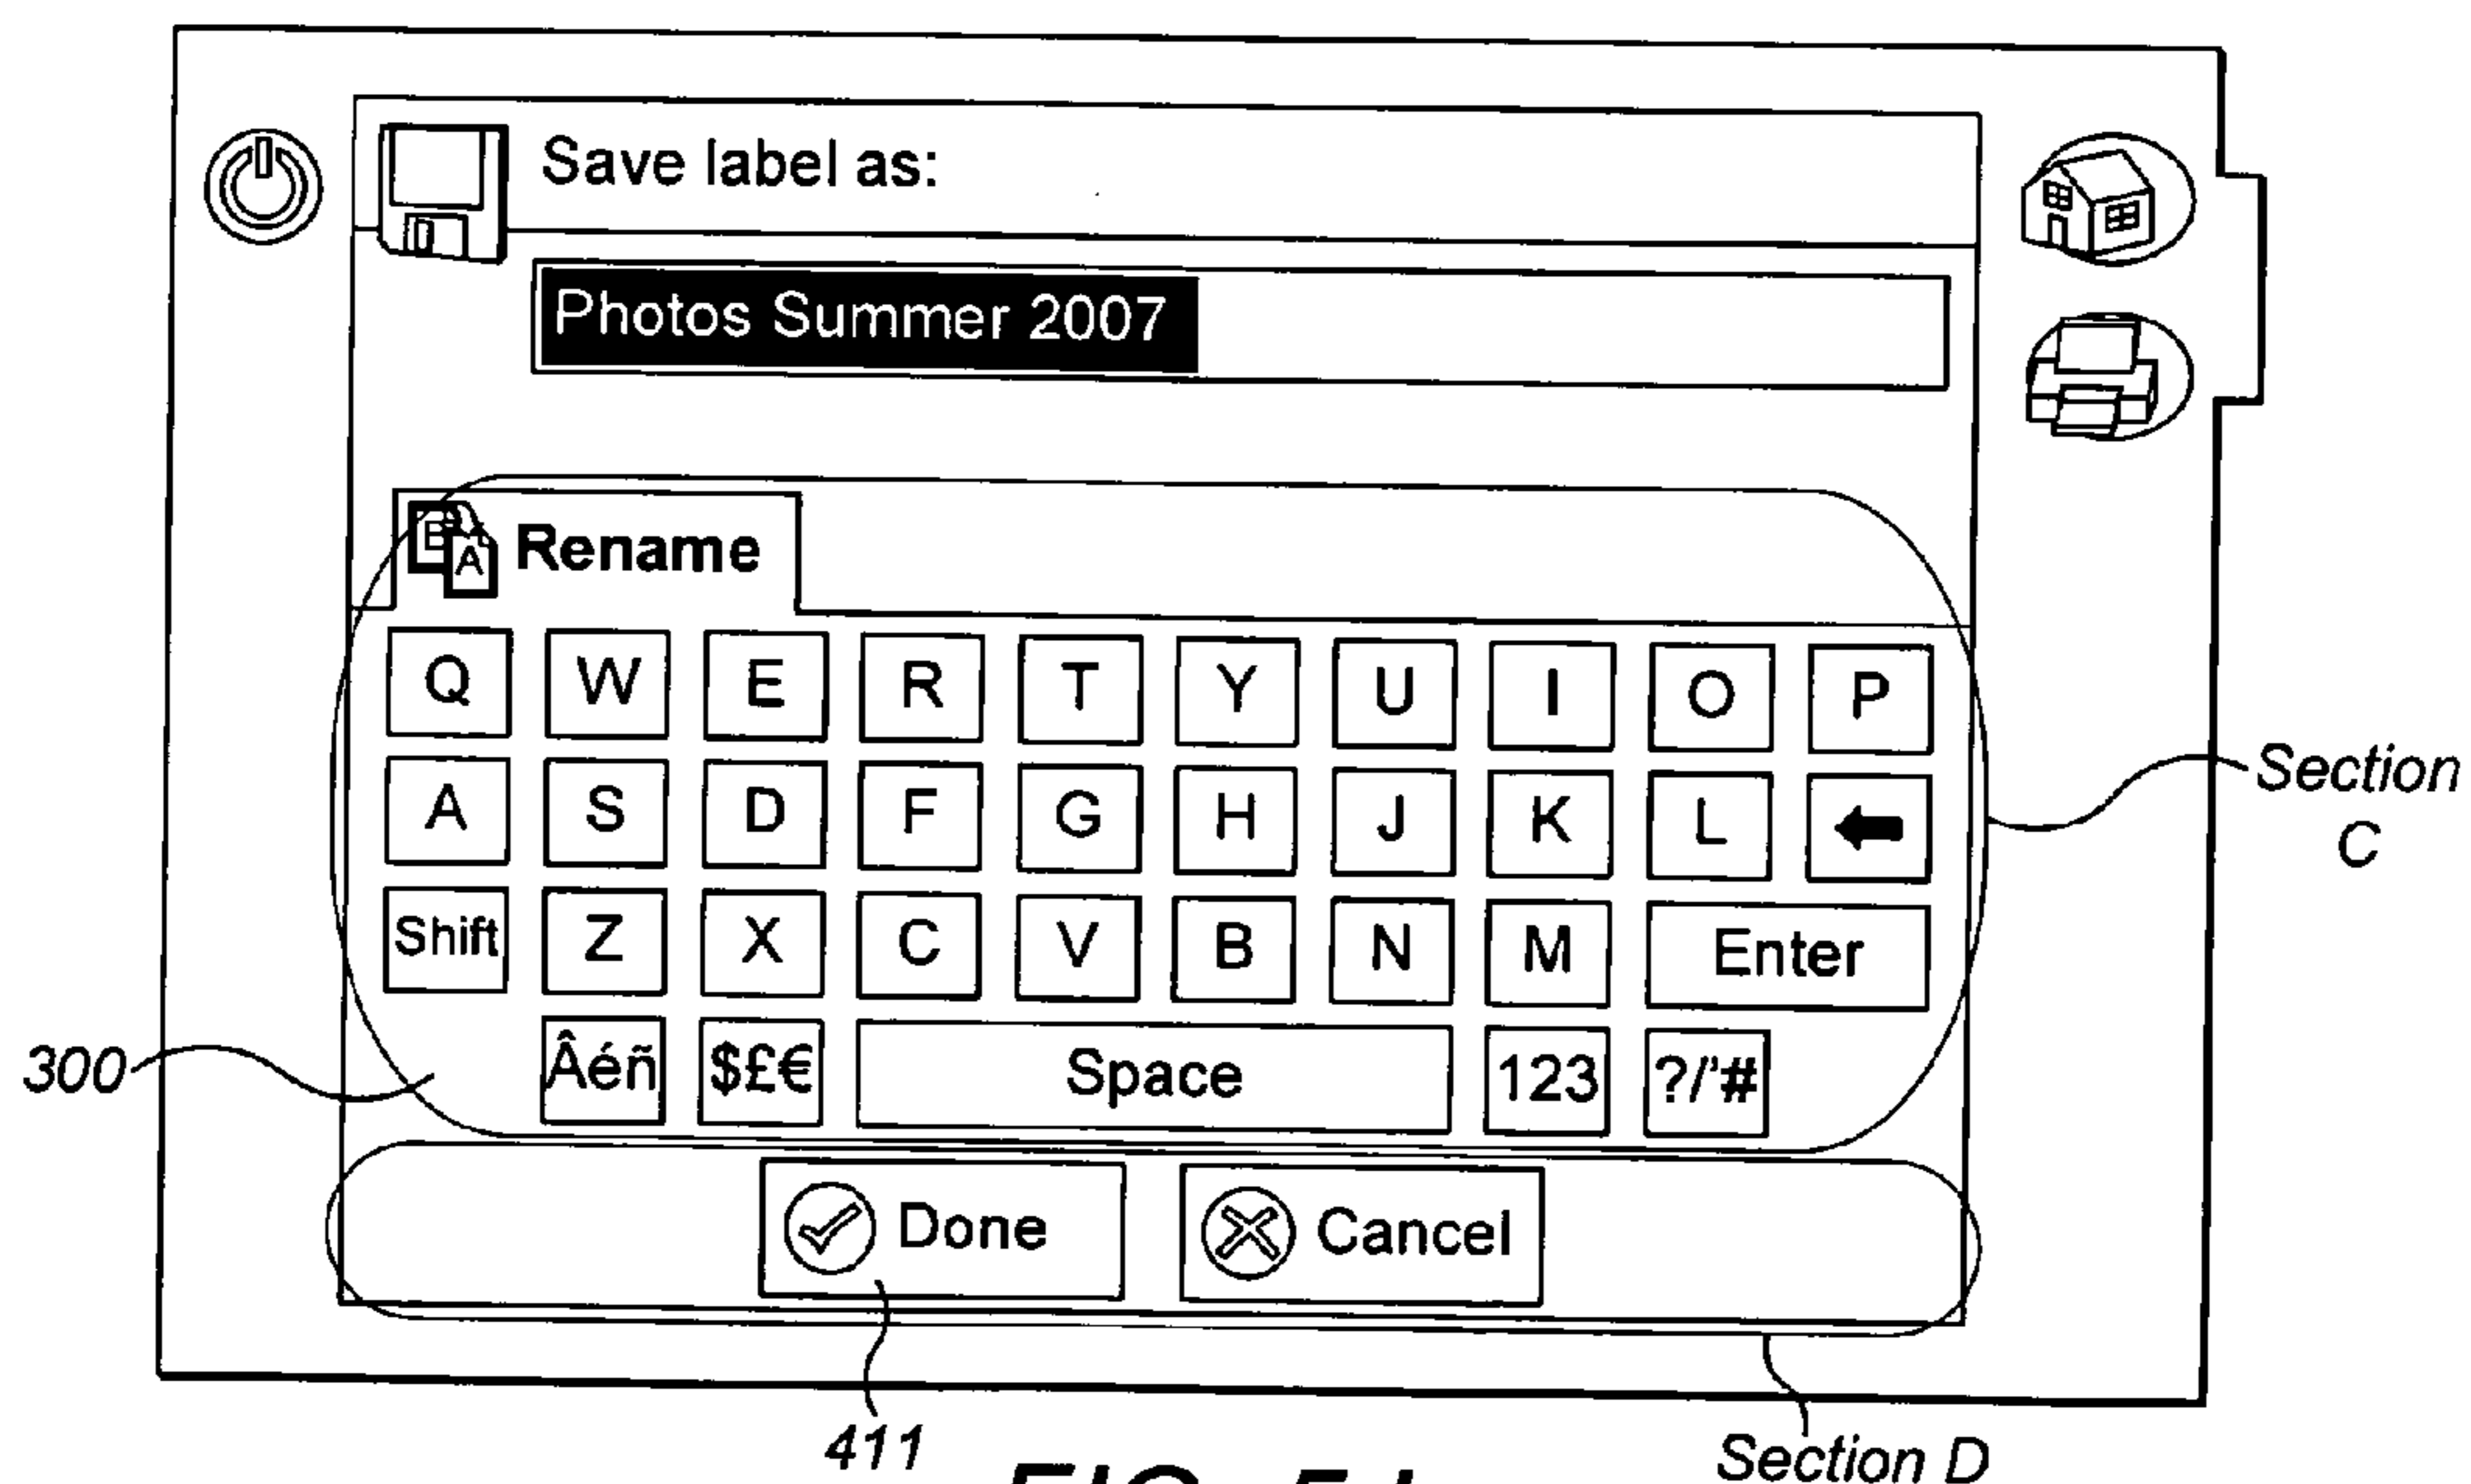 Save label as:
Photos Summer 2007
B
A
Rename
Q W E R T Y U I O P
A S D F G H J K L
Section
C
Shift Z X C V B N M Enter
300
Âéñ $£€ Space 123 ?/'#
Done Cancel
411
Section D